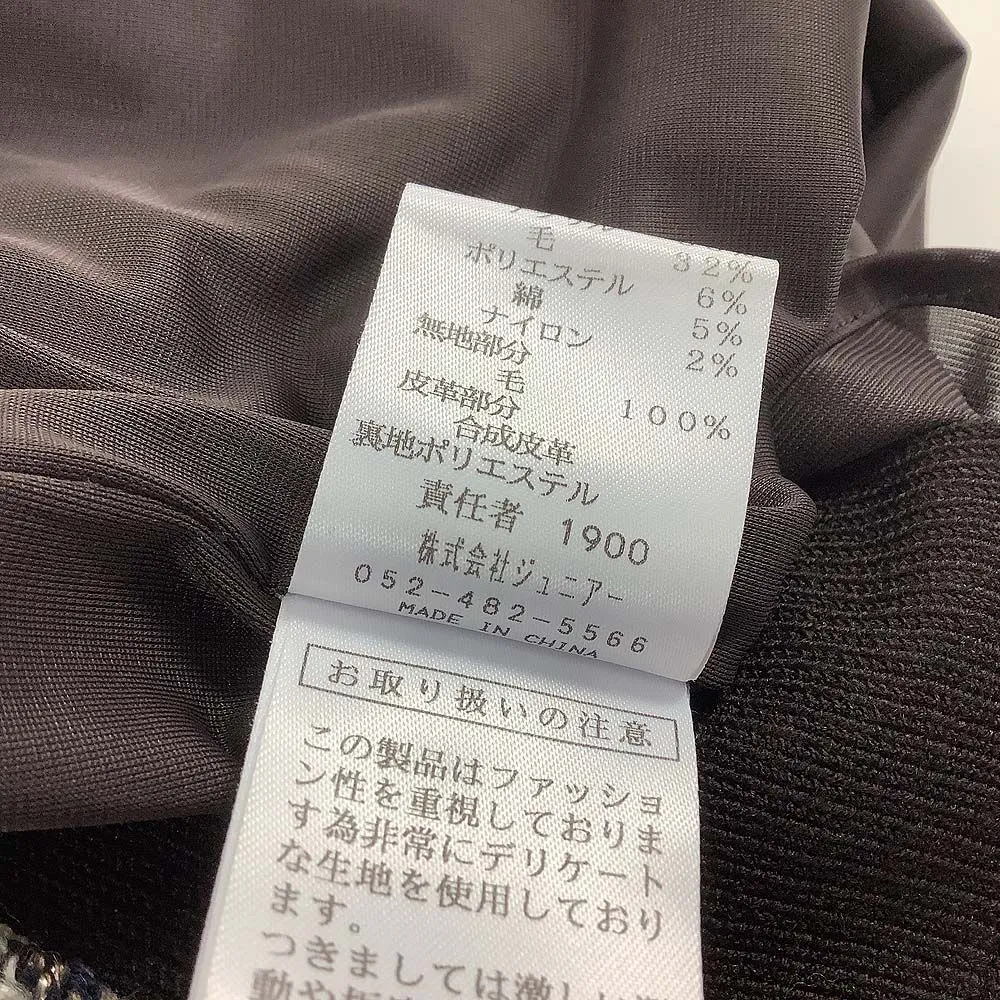 毛 32%
ポリエステル 6%
綿 5%
ナイロン 2%
無地部分
毛 100%
皮革部分
合成皮革
裏地ポリエステル
責任者 1900
株式会社ジュニアー
052-482-5566
MADE IN CHINA
お取り扱いの注意
この製品はファッショ
ン性を重視しておりま
す為非常にデリケート
な生地を使用しており
ます。
つきましては激しい
動や